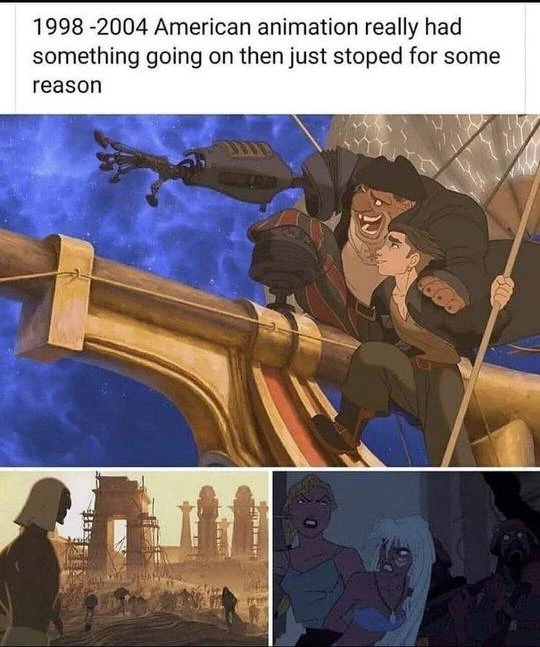 1998 -2004 American animation really had
something going on then just stoped for some
reason